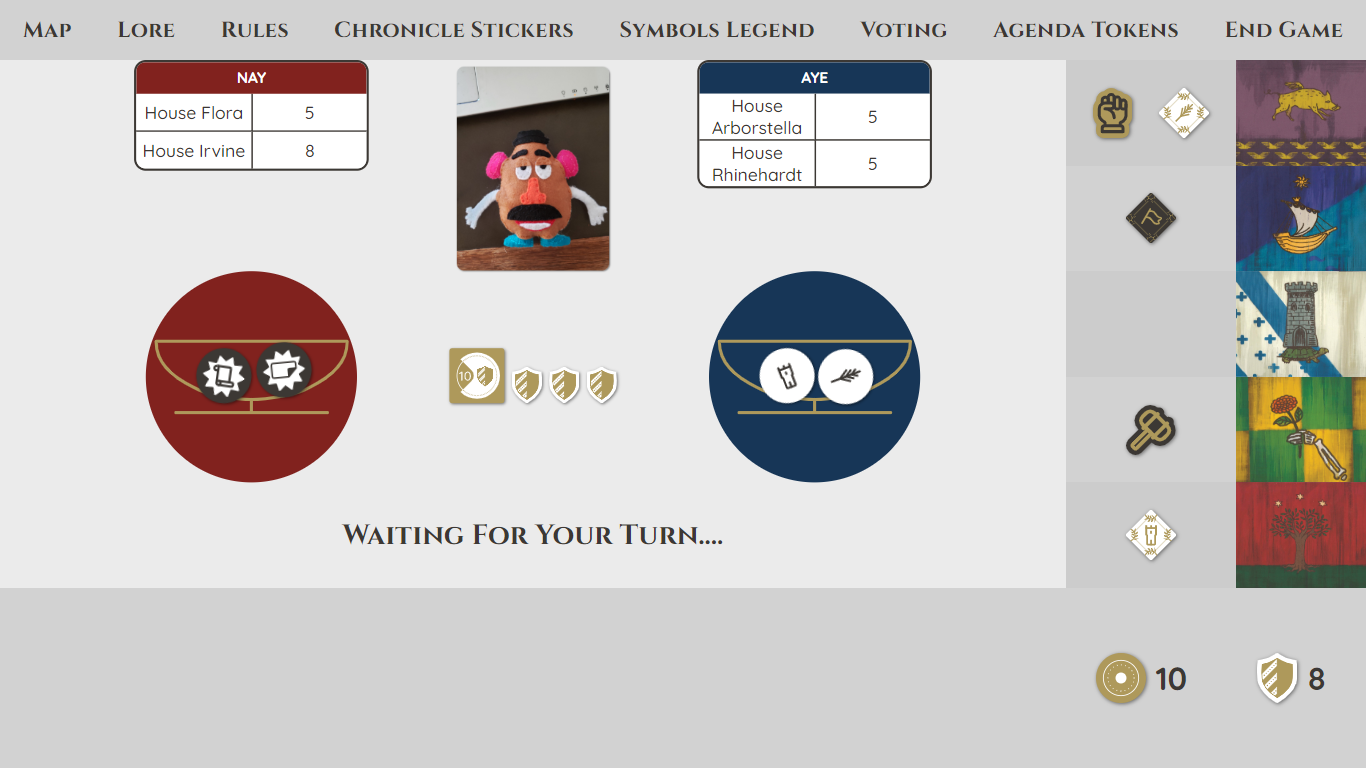 Map Lore Rules Chronicle Stickers Symbols Legend Voting Agenda Tokens End Game
NAY
House Flora 5
House Irvine 8
AYE
House
Arborstella 5
House
Rhinehardt 5
10
Waiting For Your Turn....
10 8